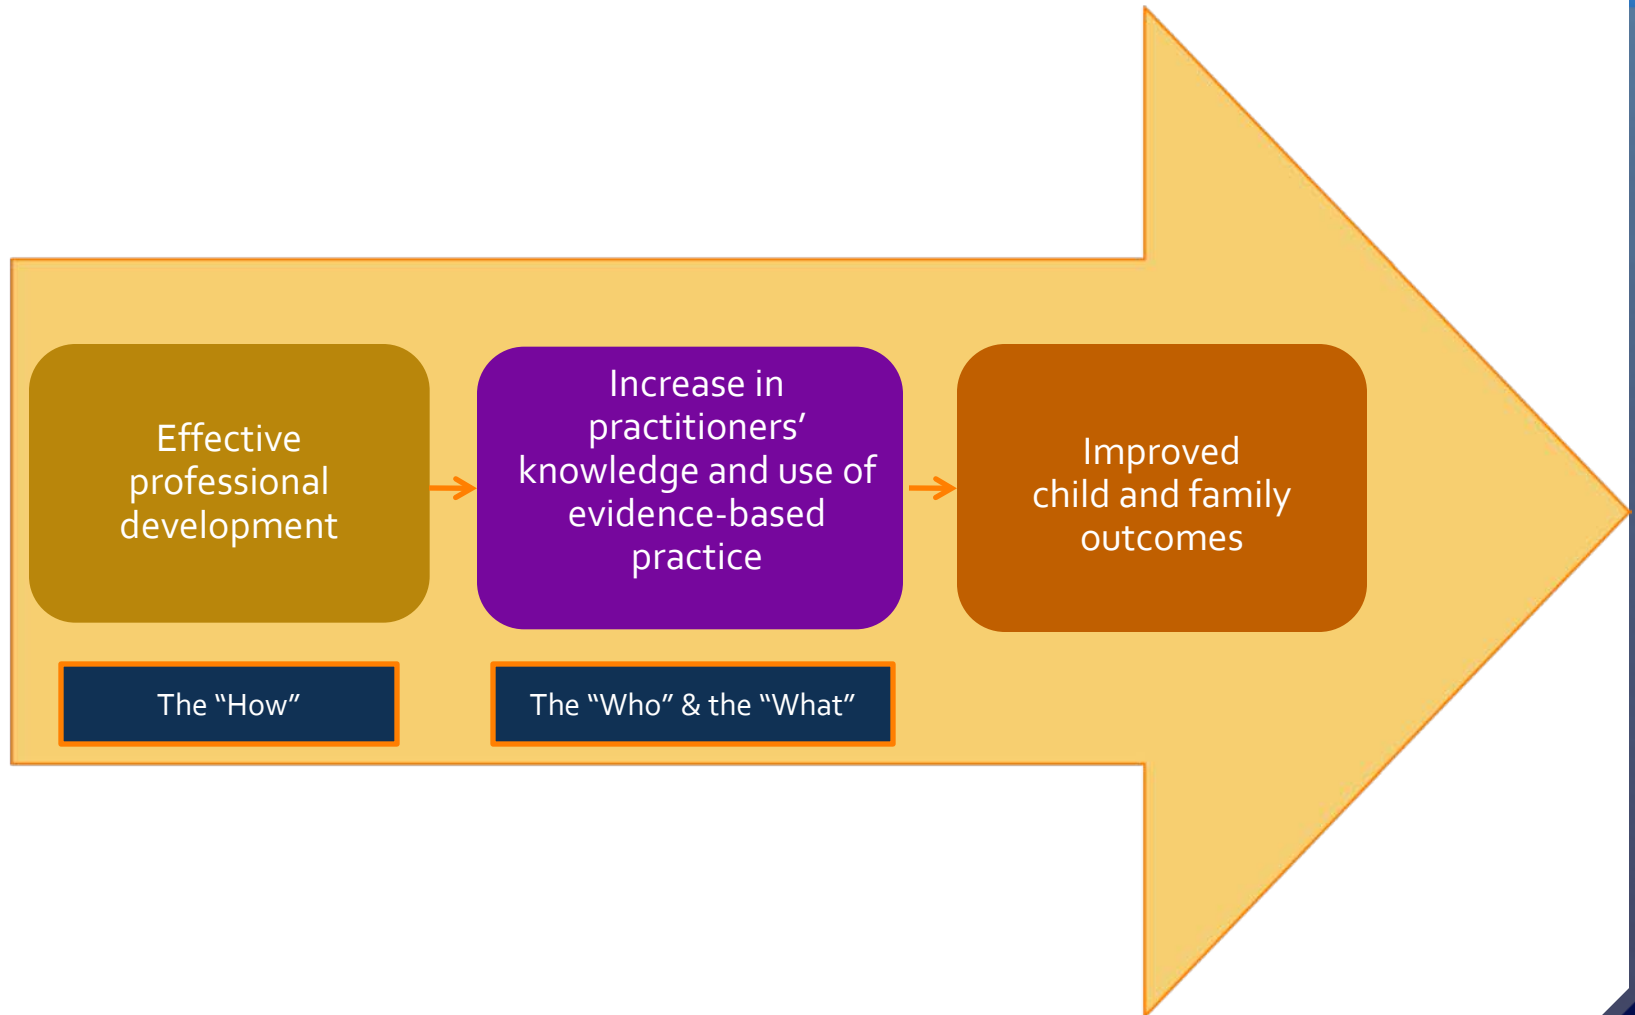 Effective
professional
development
Increase in
practitioners’
knowledge and use of
evidence-based
practice
Improved
child and family
outcomes
The “How”
The “Who” & the “What”